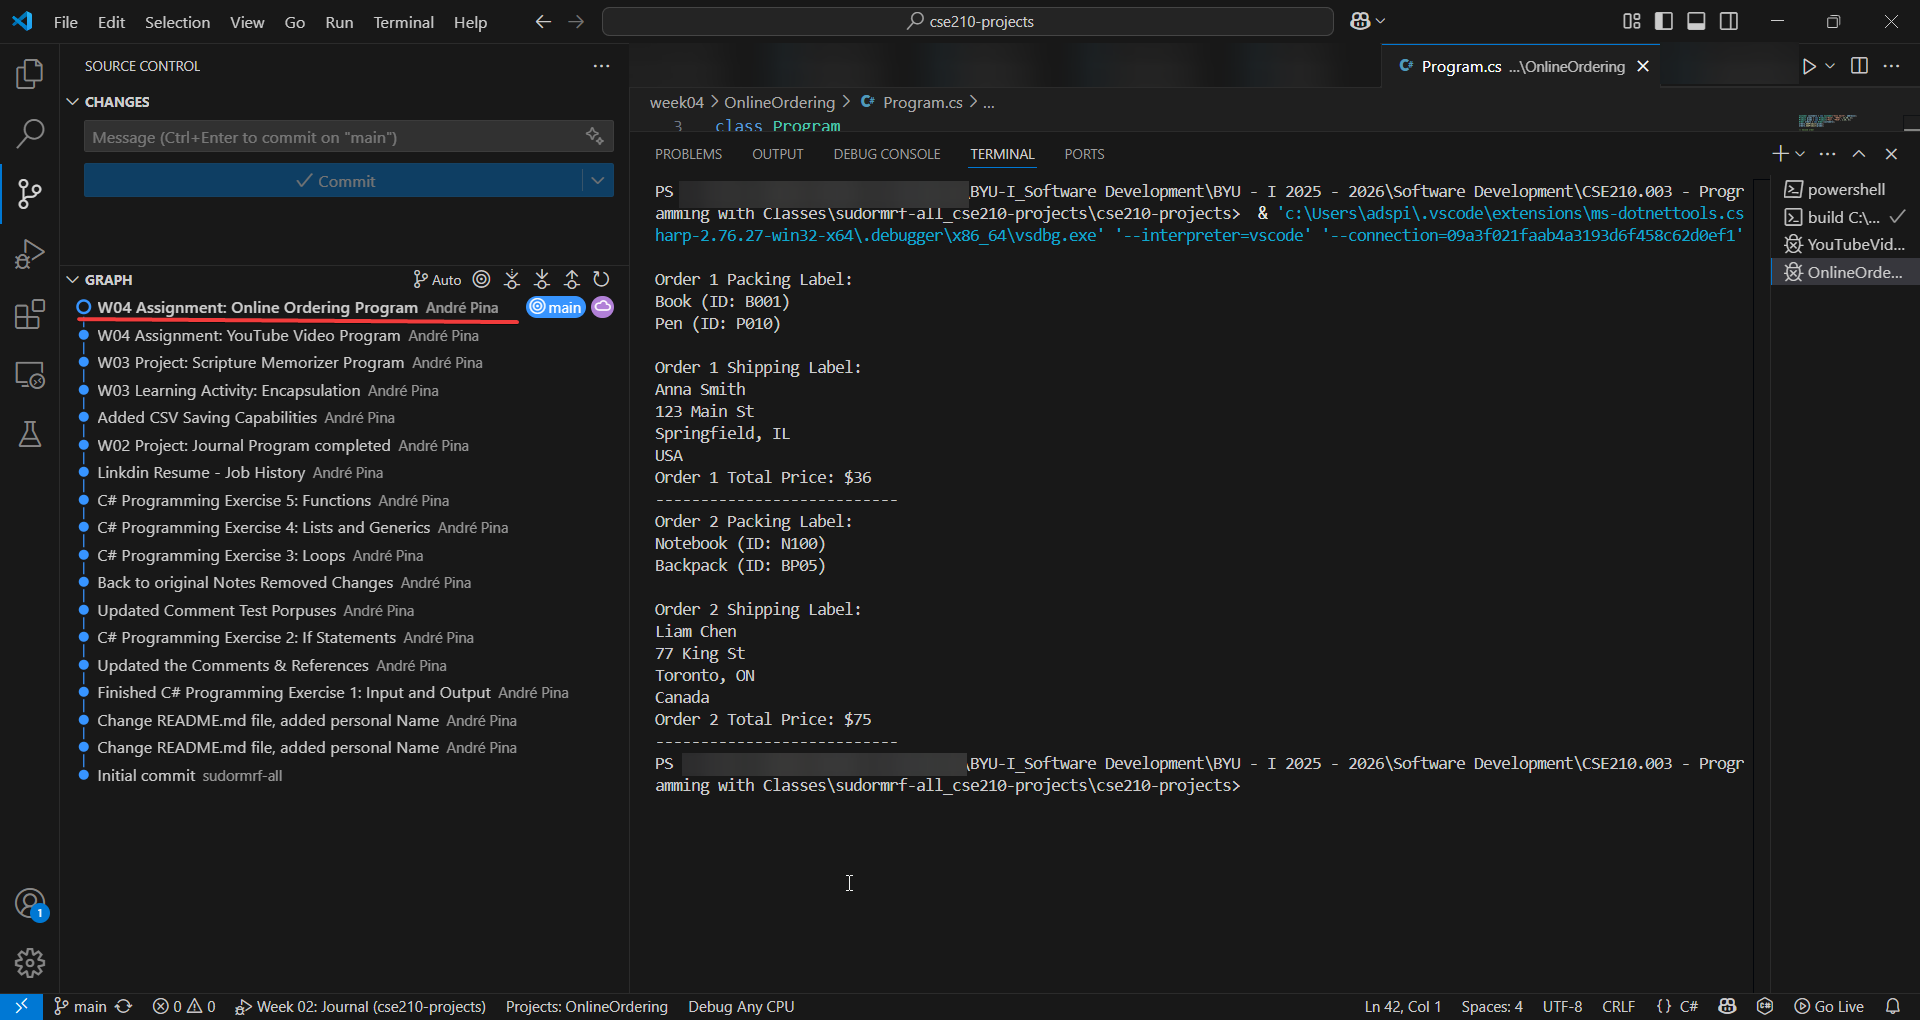 File Edit Selection View Go Run Terminal Help
cse210-projects
SOURCE CONTROL
CHANGES
Message (Ctrl+Enter to commit on "main")
Commit
GRAPH
Auto
W04 Assignment: Online Ordering Program André Pina main
W04 Assignment: YouTube Video Program André Pina
W03 Project: Scripture Memorizer Program André Pina
W03 Learning Activity: Encapsulation André Pina
Added CSV Saving Capabilities André Pina
W02 Project: Journal Program completed André Pina
Linkdin Resume - Job History André Pina
C# Programming Exercise 5: Functions André Pina
C# Programming Exercise 4: Lists and Generics André Pina
C# Programming Exercise 3: Loops André Pina
Back to original Notes Removed Changes André Pina
Updated Comment Test Porpuses André Pina
C# Programming Exercise 2: If Statements André Pina
Updated the Comments & References André Pina
Finished C# Programming Exercise 1: Input and Output André Pina
Change README.md file, added personal Name André Pina
Change README.md file, added personal Name André Pina
Initial commit sudormrf-all
1
C# Program.cs ...\OnlineOrdering
week04 > OnlineOrdering > C# Program.cs > ...
3 class Program
PROBLEMS OUTPUT DEBUG CONSOLE TERMINAL PORTS
PS \BYU-I_Software Development\BYU - I 2025 - 2026\Software Development\CSE210.003 - Progr
amming with Classes\sudormrf-all_cse210-projects\cse210-projects> & 'c:\Users\adspi\.vscode\extensions\ms-dotnettools.cs
harp-2.76.27-win32-x64\.debugger\x86_64\vsdbg.exe' '--interpreter=vscode' '--connection=09a3f021faab4a3193d6f458c62d0ef1'
Order 1 Packing Label:
Book (ID: B001)
Pen (ID: P010)
Order 1 Shipping Label:
Anna Smith
123 Main St
Springfield, IL
USA
Order 1 Total Price: $36
---------------------------
Order 2 Packing Label:
Notebook (ID: N100)
Backpack (ID: BP05)
Order 2 Shipping Label:
Liam Chen
77 King St
Toronto, ON
Canada
Order 2 Total Price: $75
---------------------------
PS \BYU-I_Software Development\BYU - I 2025 - 2026\Software Development\CSE210.003 - Progr
amming with Classes\sudormrf-all_cse210-projects\cse210-projects>
powershell
build C:\...
YouTubeVid...
OnlineOrde...
main 0 0 Week 02: Journal (cse210-projects) Projects: OnlineOrdering Debug Any CPU
Ln 42, Col 1 Spaces: 4 UTF-8 CRLF {} C# Go Live